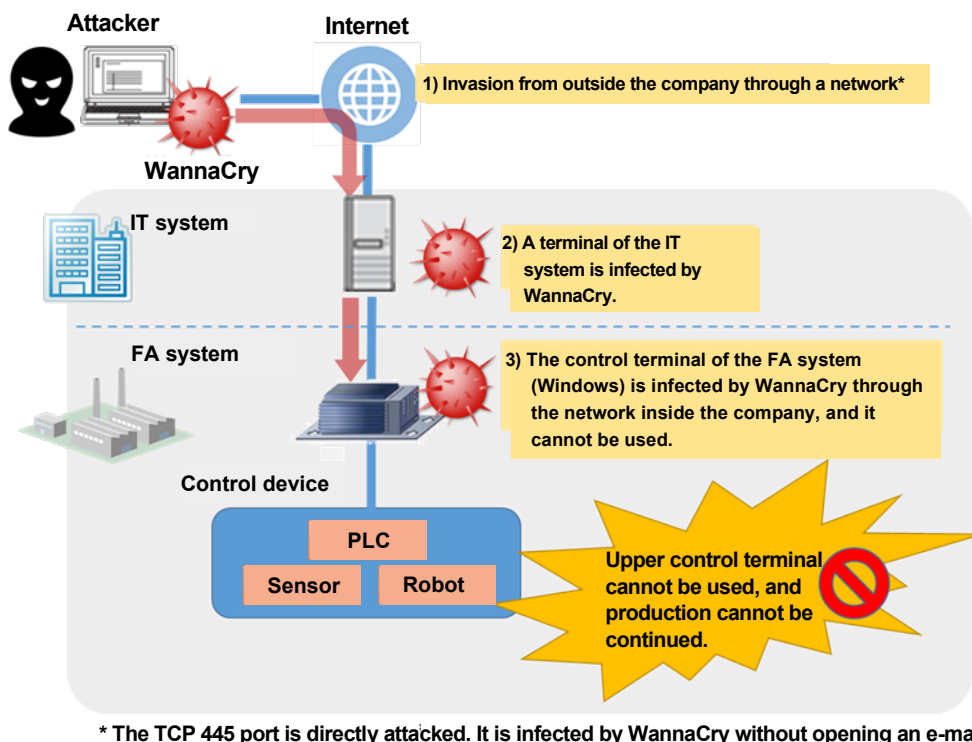 Attacker
Internet
1) Invasion from outside the company through a network*
WannaCry
IT system
2) A terminal of the IT
system is infected by
WannaCry.
FA system
3) The control terminal of the FA system
(Windows) is infected by WannaCry through
the network inside the company, and it
cannot be used.
Control device
PLC
Sensor
Robot
Upper control terminal
cannot be used, and
production cannot be
continued.
* The TCP 445 port is directly attacked. It is infected by WannaCry without opening an